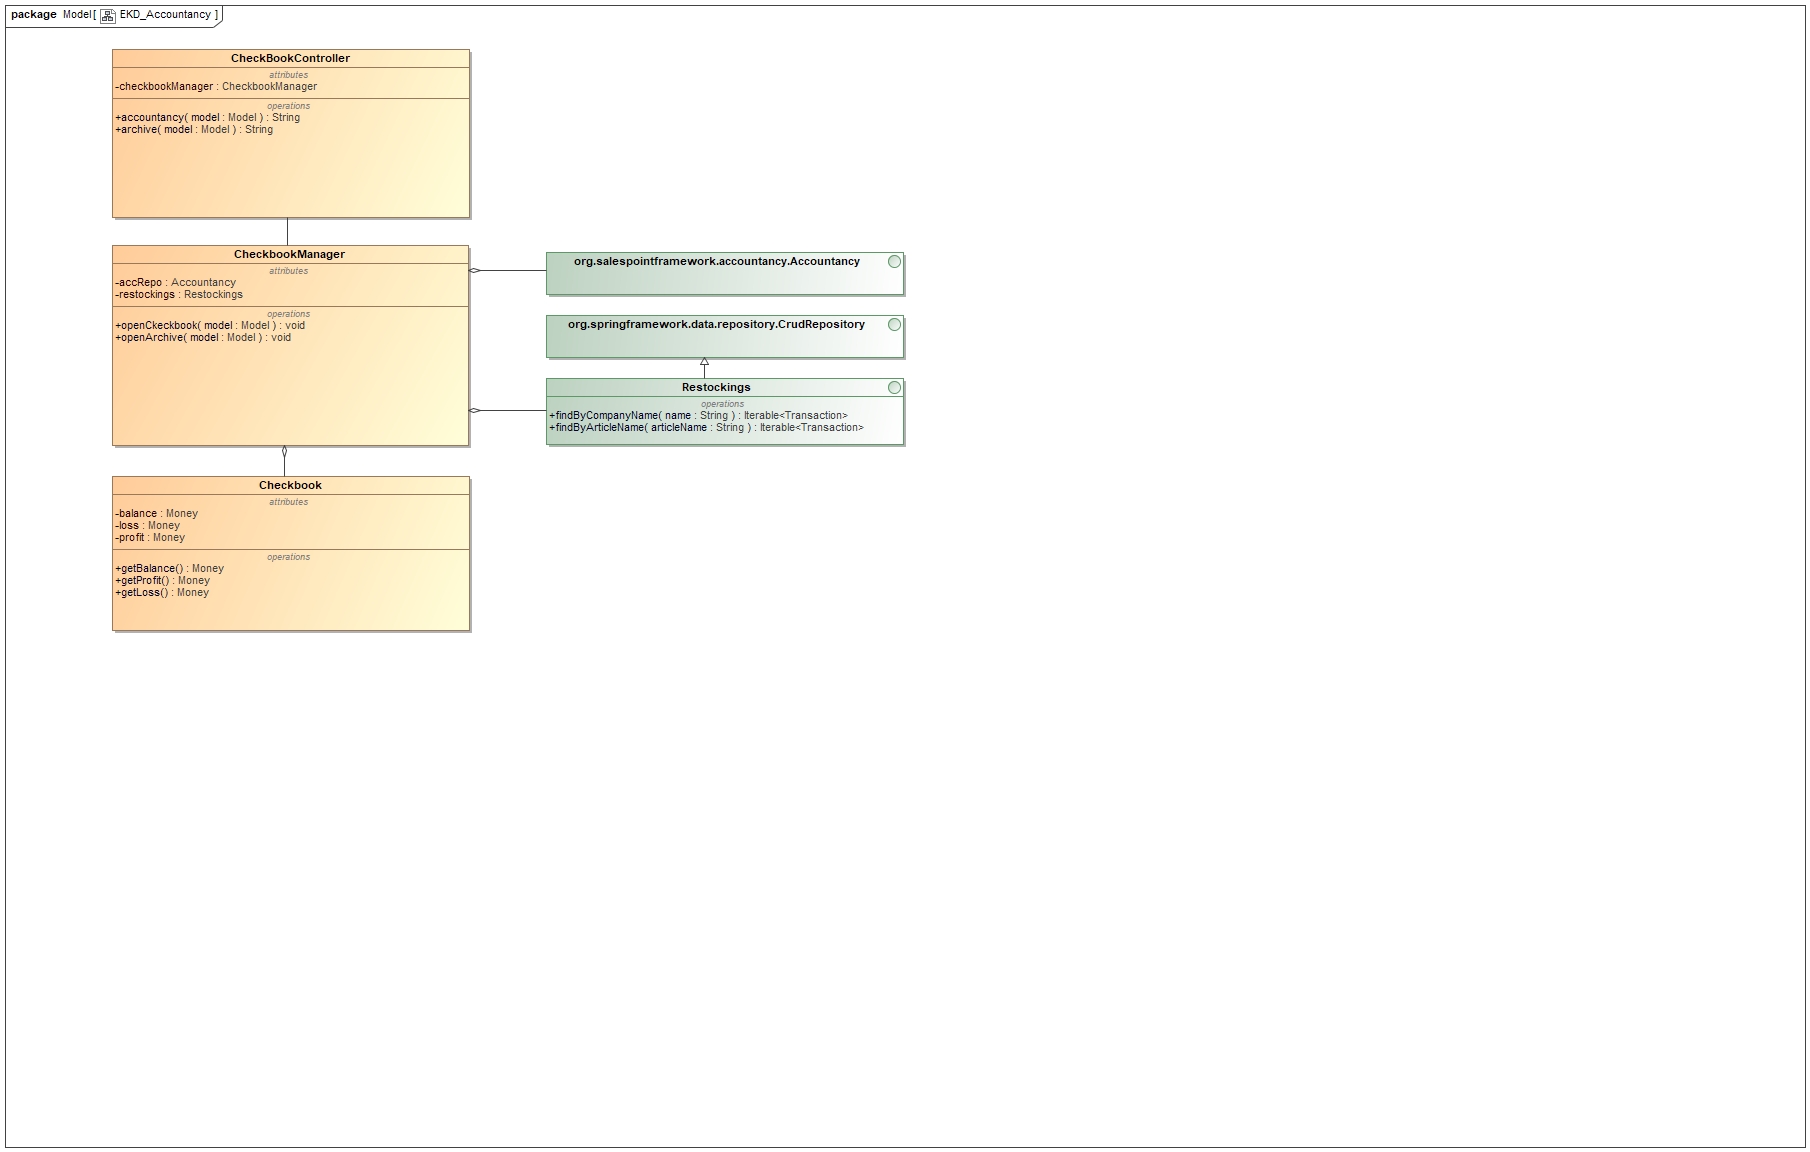 package Model[ EKD_Accountancy ]
CheckBookController
attributes
-checkbookManager : CheckbookManager
operations
+accountancy( model : Model ) : String
+archive( model : Model ) : String
CheckbookManager
attributes
-accRepo : Accountancy
-restockings : Restockings
operations
+openCkeckbook( model : Model ) : void
+openArchive( model : Model ) : void
org.salespointframework.accountancy.Accountancy
org.springframework.data.repository.CrudRepository
Restockings
operations
+findByCompanyName( name : String ) : Iterable<Transaction>
+findByArticleName( articleName : String ) : Iterable<Transaction>
Checkbook
attributes
-balance : Money
-loss : Money
-profit : Money
operations
+getBalance() : Money
+getProfit() : Money
+getLoss() : Money